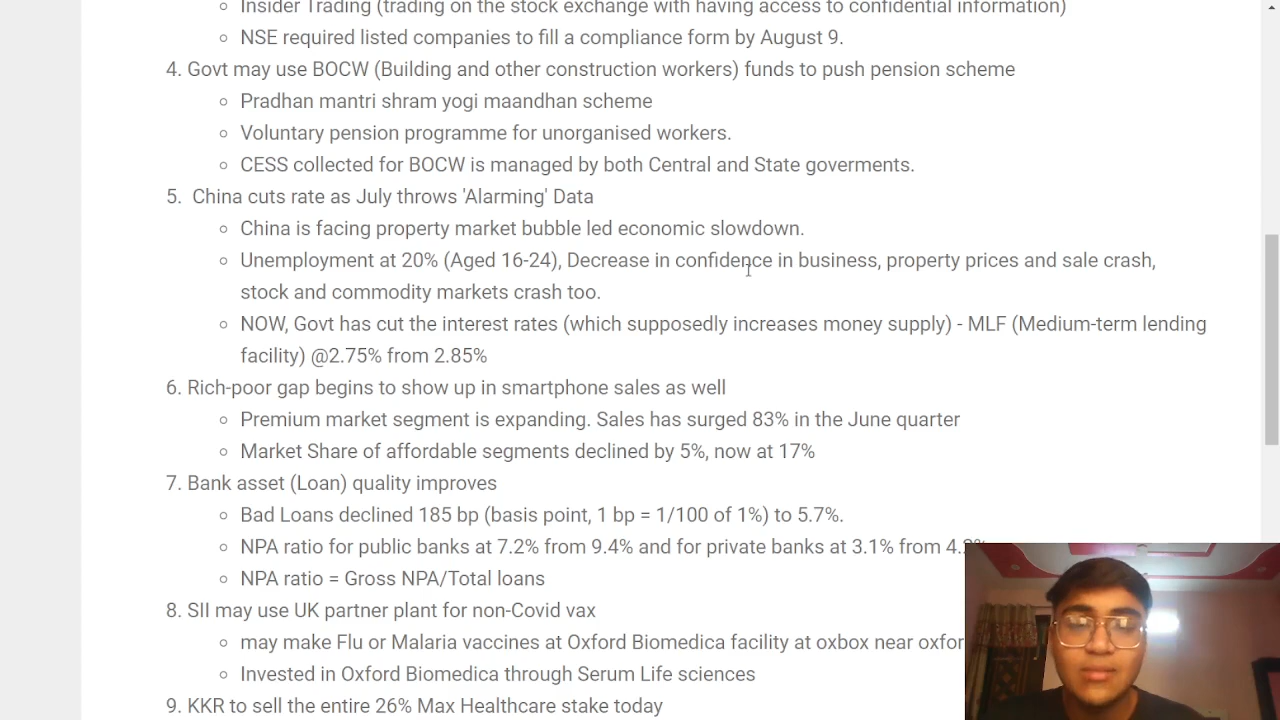 Insider Trading (trading on the stock exchange with having access to confidential information)
NSE required listed companies to fill a compliance form by August 9.
4. Govt may use BOCW (Building and other construction workers) funds to push pension scheme
Pradhan mantri shram yogi maandhan scheme
Voluntary pension programme for unorganised workers.
CESS collected for BOCW is managed by both Central and State goverments.
5. China cuts rate as July throws 'Alarming' Data
China is facing property market bubble led economic slowdown.
Unemployment at 20% (Aged 16-24), Decrease in confidence in business, property prices and sale crash,
stock and commodity markets crash too.
NOW, Govt has cut the interest rates (which supposedly increases money supply) - MLF (Medium-term lending
facility) @2.75% from 2.85%
6. Rich-poor gap begins to show up in smartphone sales as well
Premium market segment is expanding. Sales has surged 83% in the June quarter
Market Share of affordable segments declined by 5%, now at 17%
7. Bank asset (Loan) quality improves
Bad Loans declined 185 bp (basis point, 1 bp = 1/100 of 1%) to 5.7%.
NPA ratio for public banks at 7.2% from 9.4% and for private banks at 3.1% from
NPA ratio = Gross NPA/Total loans
8. SII may use UK partner plant for non-Covid vax
may make Flu or Malaria vaccines at Oxford Biomedica facility at oxbox near
Invested in Oxford Biomedica through Serum Life sciences
9. KKR to sell the entire 26% Max Healthcare stake today